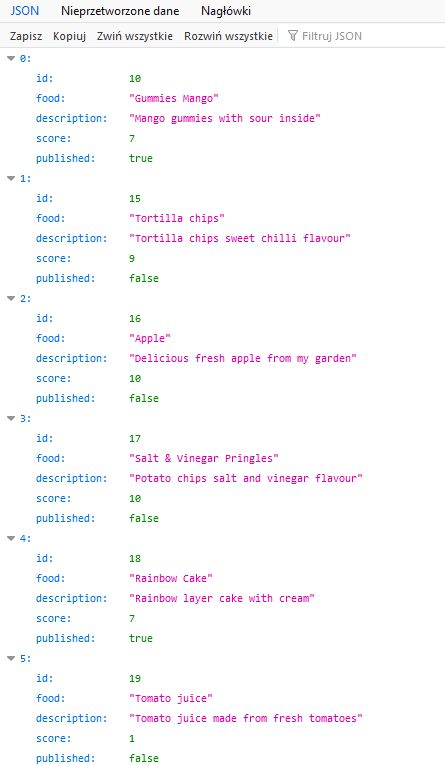 JSON Nieprzetworzone dane Nagłówki
Zapisz Kopiuj Zwiń wszystkie Rozwiń wszystkie Filtruj JSON
0:
id: 10
food: "Gummies Mango"
description: "Mango gummies with sour inside"
score: 7
published: true
1:
id: 15
food: "Tortilla chips"
description: "Tortilla chips sweet chilli flavour"
score: 9
published: false
2:
id: 16
food: "Apple"
description: "Delicious fresh apple from my garden"
score: 10
published: false
3:
id: 17
food: "Salt & Vinegar Pringles"
description: "Potato chips salt and vinegar flavour"
score: 10
published: false
4:
id: 18
food: "Rainbow Cake"
description: "Rainbow layer cake with cream"
score: 7
published: true
5:
id: 19
food: "Tomato juice"
description: "Tomato juice made from fresh tomatoes"
score: 1
published: false